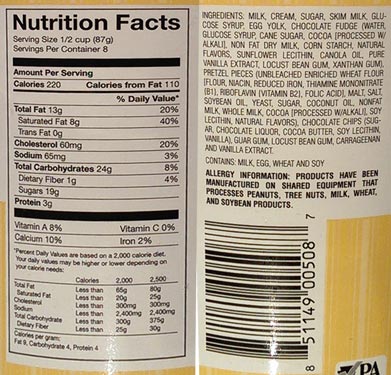 Nutrition Facts
Serving Size 1/2 cup (87g)
Servings Per Container 8
Amount Per Serving
Calories 220 Calories from Fat 110
% Daily Value*
Total Fat 13g 20%
Saturated Fat 8g 40%
Trans Fat 0g
Cholesterol 60mg 20%
Sodium 65mg 3%
Total Carbohydrates 24g 8%
Dietary Fiber 1g 4%
Sugars 19g
Protein 3g
Vitamin A 8% Vitamin C 0%
Calcium 10% Iron 2%
*Percent Daily Values are based on a 2,000 calorie diet.
Your daily values may be higher or lower depending on
your calorie needs:
Calories 2,000 2,500
Total Fat Less than 65g 80g
Saturated Fat Less than 20g 25g
Cholesterol Less than 300mg 300mg
Sodium Less than 2,400mg 2,400mg
Total Carbohydrate 300g 375g
Dietary Fiber 25g 30g
Calories per gram:
Fat 9, Carbohydrate 4, Protein 4
INGREDIENTS: MILK, CREAM, SUGAR, SKIM MILK, GLU-
COSE SYRUP, EGG YOLK, CHOCOLATE FUDGE (WATER,
GLUCOSE SYRUP, CANE SUGAR, COCOA [PROCESSED W/
ALKALI], NON FAT DRY MILK, CORN STARCH, NATURAL
FLAVORS, SUNFLOWER LECITHIN, CANOLA OIL, PURE
VANILLA EXTRACT, LOCUST BEAN GUM, XANTHAN GUM),
PRETZEL PIECES (UNBLEACHED ENRICHED WHEAT FLOUR
[FLOUR, NIACIN, REDUCED IRON, THIAMINE MONONITRATE
(B1), RIBOFLAVIN (VITAMIN B2), FOLIC ACID], MALT, SALT,
SOYBEAN OIL, YEAST, SUGAR, COCONUT OIL, NONFAT
MILK, WHOLE MILK, COCOA [PROCESSED W/ALKALI], SOY
LECITHIN, NATURAL FLAVORS), CHOCOLATE CHIPS (SUG-
AR, CHOCOLATE LIQUOR, COCOA BUTTER, SOY LECITHIN,
VANILLA), GUAR GUM, LOCUST BEAN GUM, CARRAGEENAN
AND VANILLA EXTRACT.
CONTAINS: MILK, EGG, WHEAT AND SOY
ALLERGY INFORMATION: PRODUCTS HAVE BEEN
MANUFACTURED ON SHARED EQUIPMENT THAT
PROCESSES PEANUTS, TREE NUTS, MILK, WHEAT,
AND SOYBEAN PRODUCTS.
8 51149 00508 7
PA